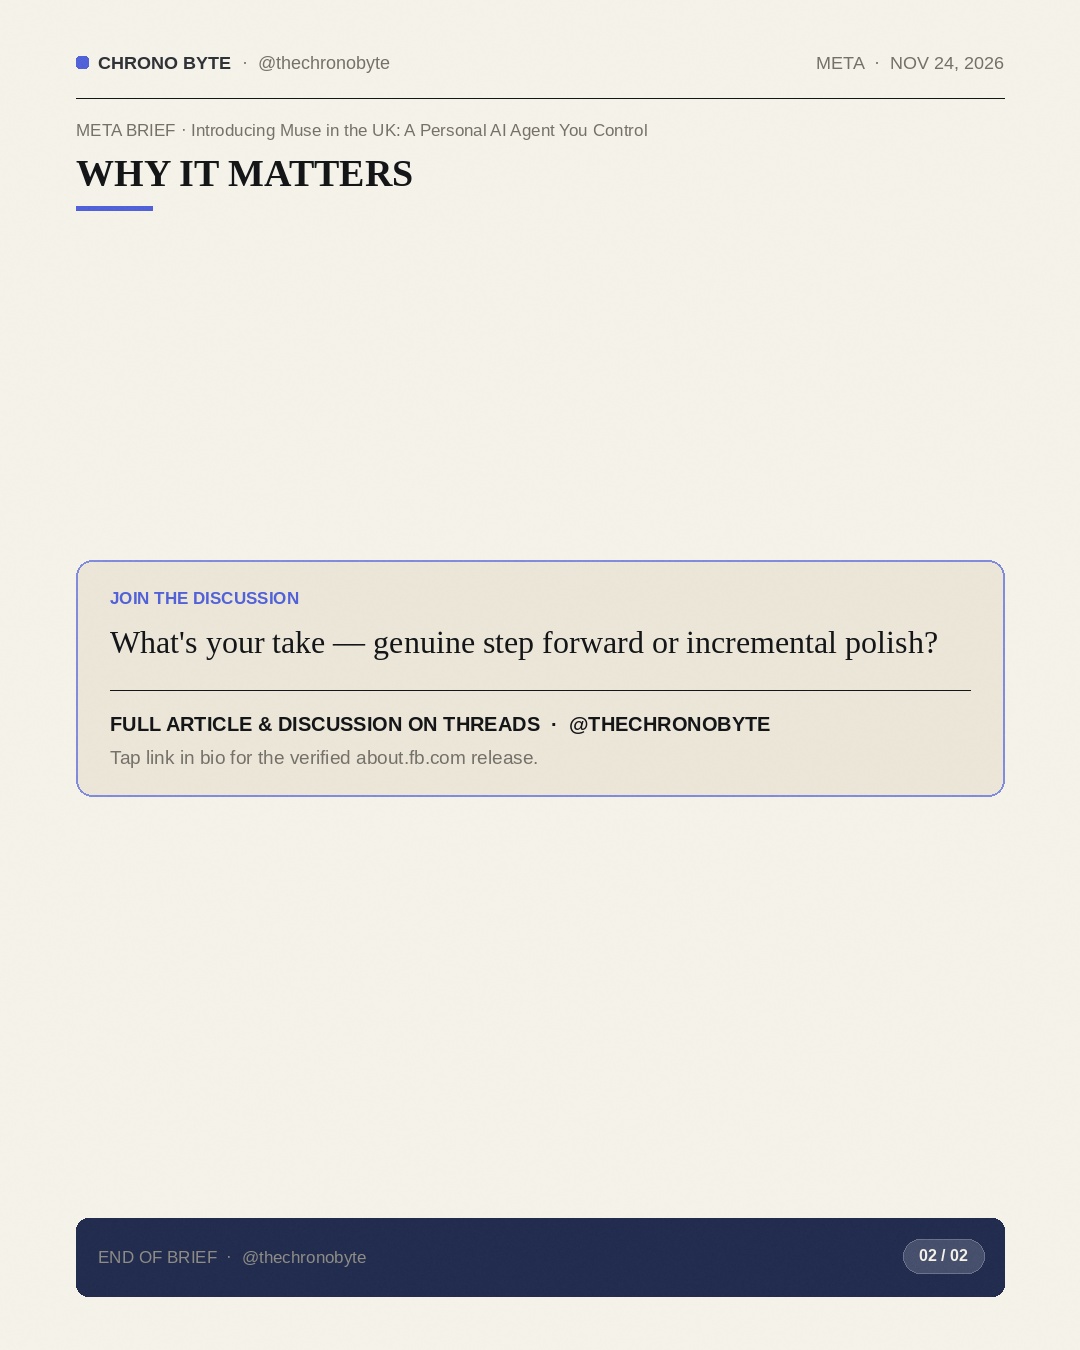 CHRONO BYTE · @thechronobyte
META · NOV 24, 2026
META BRIEF · Introducing Muse in the UK: A Personal AI Agent You Control
WHY IT MATTERS
JOIN THE DISCUSSION
What's your take — genuine step forward or incremental polish?
FULL ARTICLE & DISCUSSION ON THREADS · @THECHRONOBYTE
Tap link in bio for the verified about.fb.com release.
END OF BRIEF · @thechronobyte
02 / 02